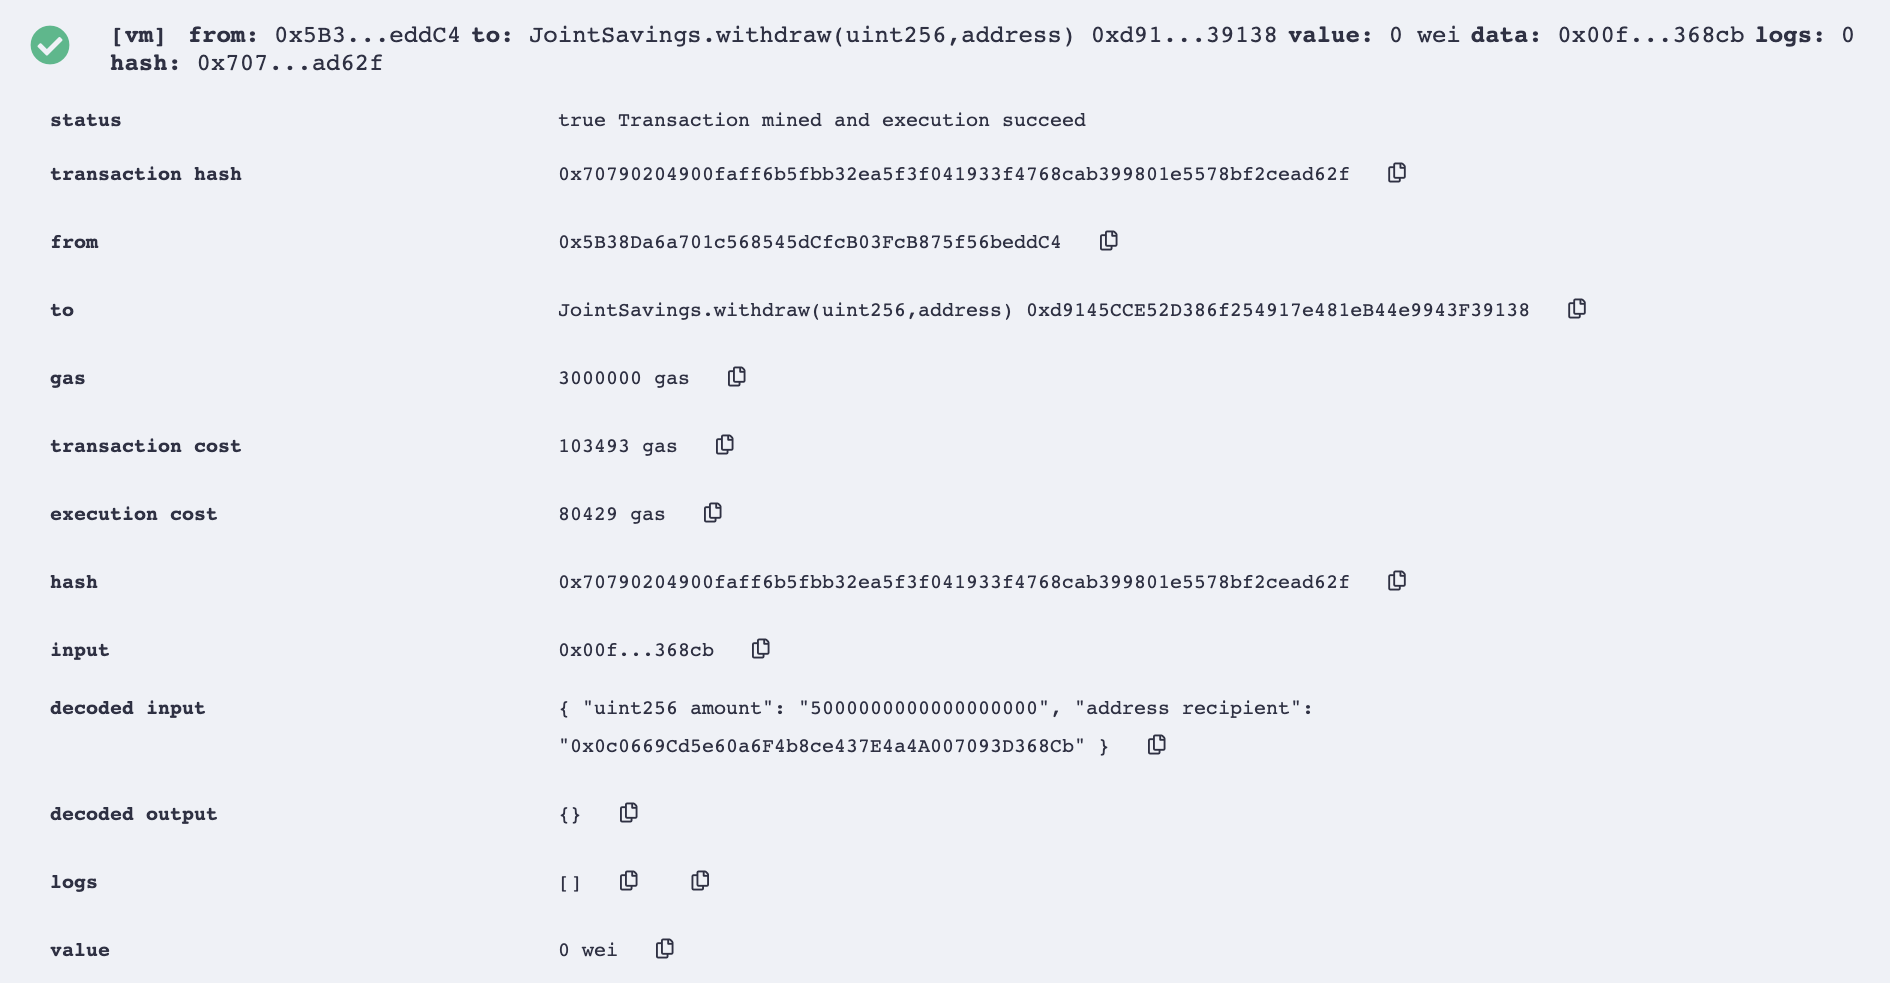 [vm] from: 0x5B3...eddC4 to: JointSavings.withdraw(uint256,address) 0xd91...39138 value: 0 wei data: 0x00f...368cb logs: 0
hash: 0x707...ad62f
status true Transaction mined and execution succeed
transaction hash 0x70790204900faff6b5fbb32ea5f3f041933f4768cab399801e5578bf2cead62f
from 0x5B38Da6a701c568545dCfcB03FcB875f56beddC4
to JointSavings.withdraw(uint256,address) 0xd9145CCE52D386f254917e481eB44e9943F39138
gas 3000000 gas
transaction cost 103493 gas
execution cost 80429 gas
hash 0x70790204900faff6b5fbb32ea5f3f041933f4768cab399801e5578bf2cead62f
input 0x00f...368cb
decoded input { "uint256 amount": "5000000000000000000", "address recipient":
"0x0c0669Cd5e60a6F4b8ce437E4a4A007093D368Cb" }
decoded output {}
logs []
value 0 wei